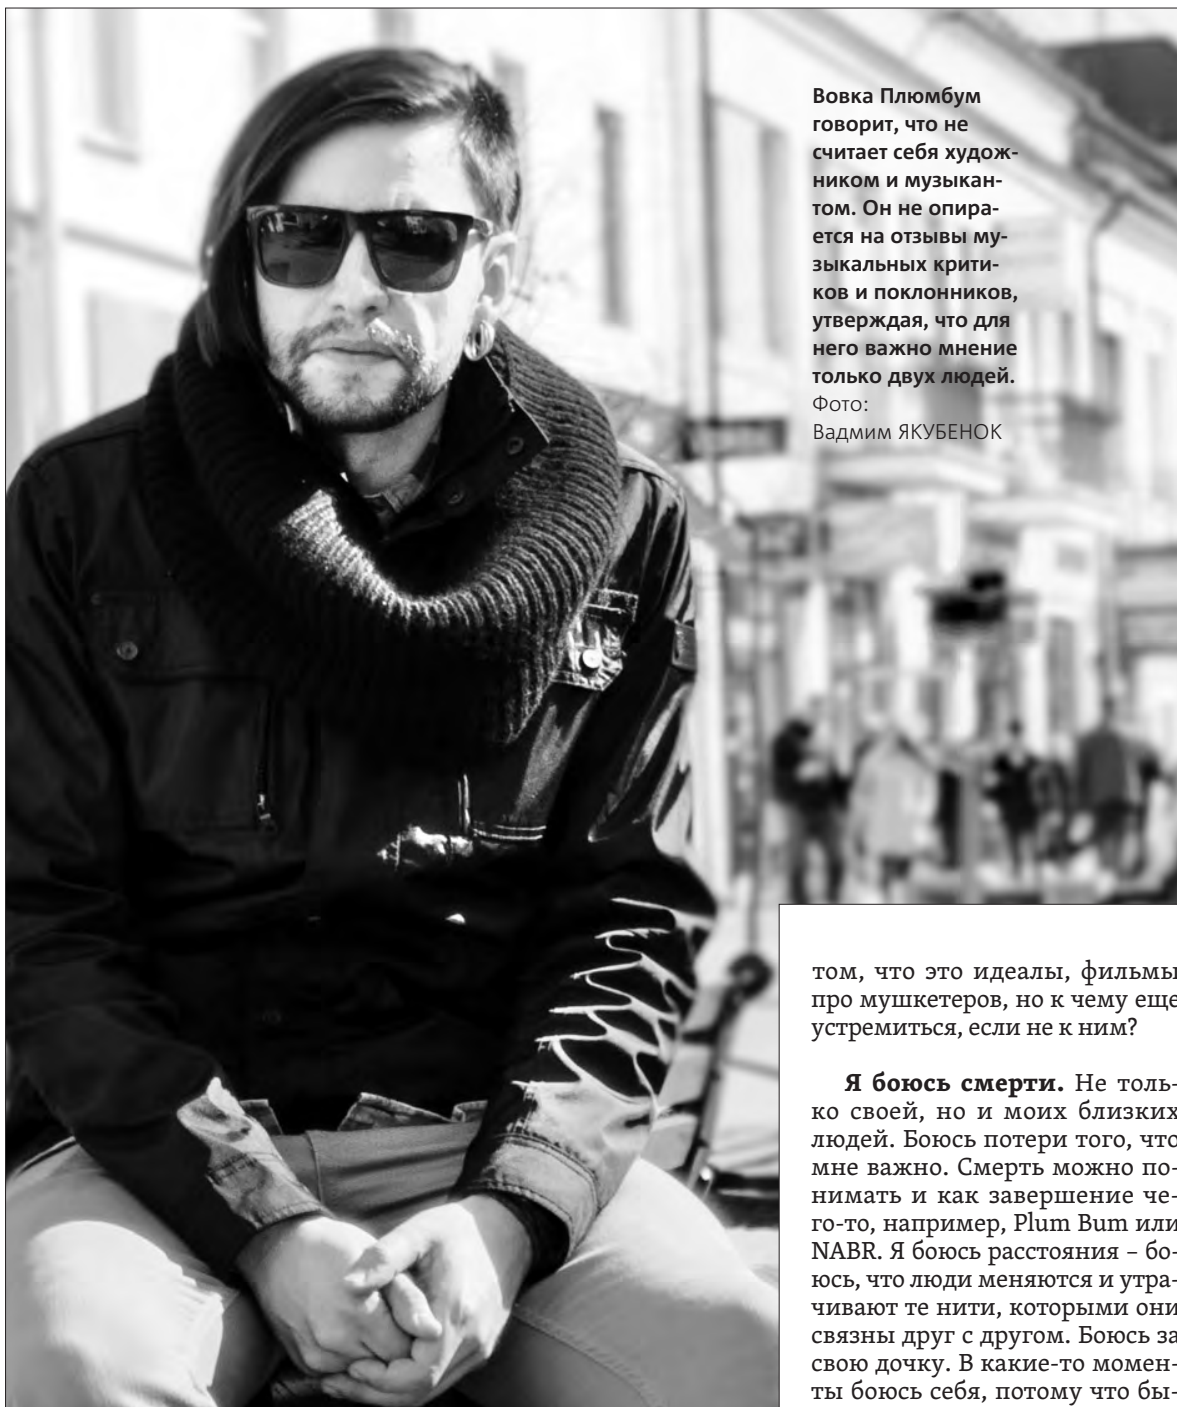 Вовка Плюмбум
говорит, что не
считает себя худож-
ником и музыкан-
том. Он не опира-
ется на отзывы му-
зыкальных крити-
ков и поклонников,
утверждая, что для
него важно мнение
только двух людей.
Фото:
Вадмим ЯКУБЕНОК
том, что это идеалы, фильмы
про мушкетеров, но к чему еще
устремиться, если не к ним?
Я боюсь смерти. Не толь-
ко своей, но и моих близких
людей. Боюсь потери того, что
мне важно. Смерть можно по-
нимать и как завершение че-
го-то, например, Plum Bum или
NABR. Я боюсь расстояния – бо-
юсь, что люди меняются и утра-
чивают те нити, которыми они
связны друг с другом. Боюсь за
свою дочку. В какие-то момен-
ты боюсь себя, потому что бы-